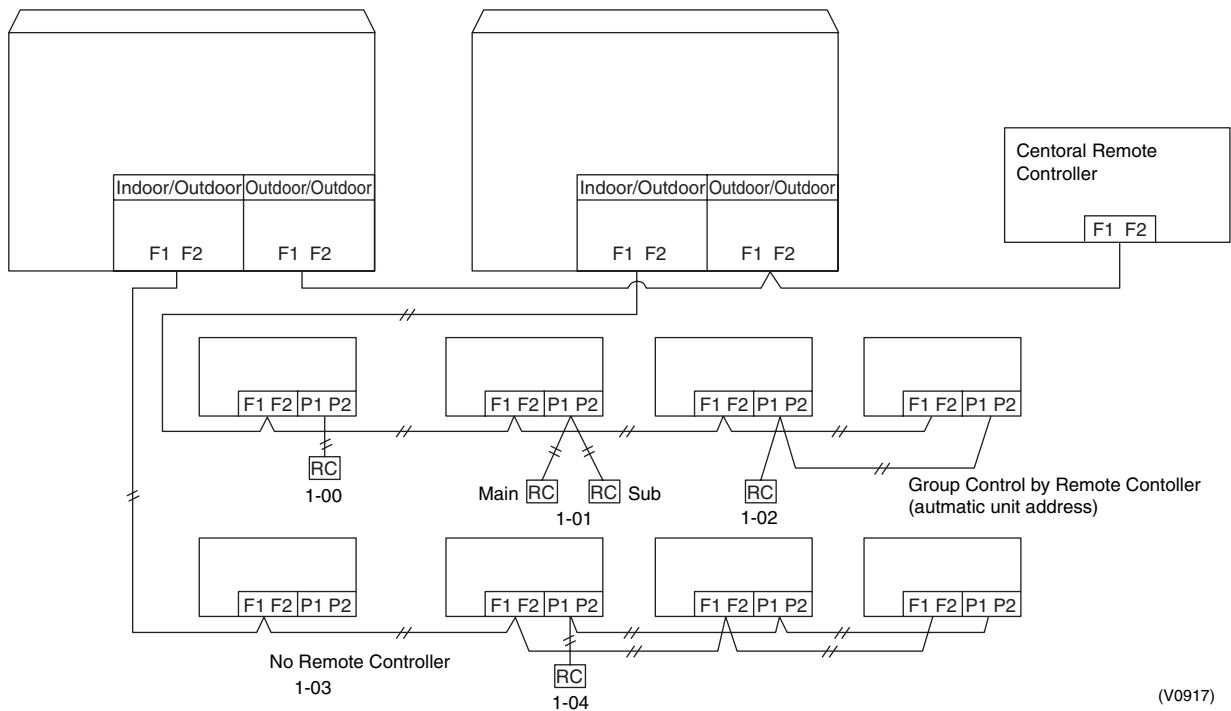 Indoor/Outdoor Outdoor/Outdoor
F1 F2 F1 F2
Indoor/Outdoor Outdoor/Outdoor
F1 F2 F1 F2
Centoral Remote
Controller
F1 F2
F1 F2 P1 P2
F1 F2 P1 P2
F1 F2 P1 P2
F1 F2 P1 P2
RC
1-00
Main RC RC Sub
1-01
RC
1-02
Group Control by Remote Contoller
(autmatic unit address)
F1 F2 P1 P2
F1 F2 P1 P2
F1 F2 P1 P2
F1 F2 P1 P2
No Remote Controller
1-03
RC
1-04
(V0917)